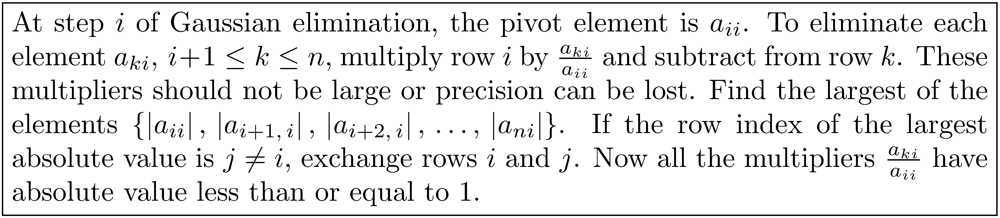 At step $i$ of Gaussian elimination, the pivot element is $a_{ii}$. To eliminate each
element $a_{ki}$, $i+1 \leq k \leq n$, multiply row $i$ by $\frac{a_{ki}}{a_{ii}}$ and subtract from row $k$. These
multipliers should not be large or precision can be lost. Find the largest of the
elements $\{|a_{ii}|, |a_{i+1,i}|, |a_{i+2,i}|, \ldots, |a_{ni}|\}$. If the row index of the largest
absolute value is $j \neq i$, exchange rows $i$ and $j$. Now all the multipliers $\frac{a_{ki}}{a_{ii}}$ have
absolute value less than or equal to 1.